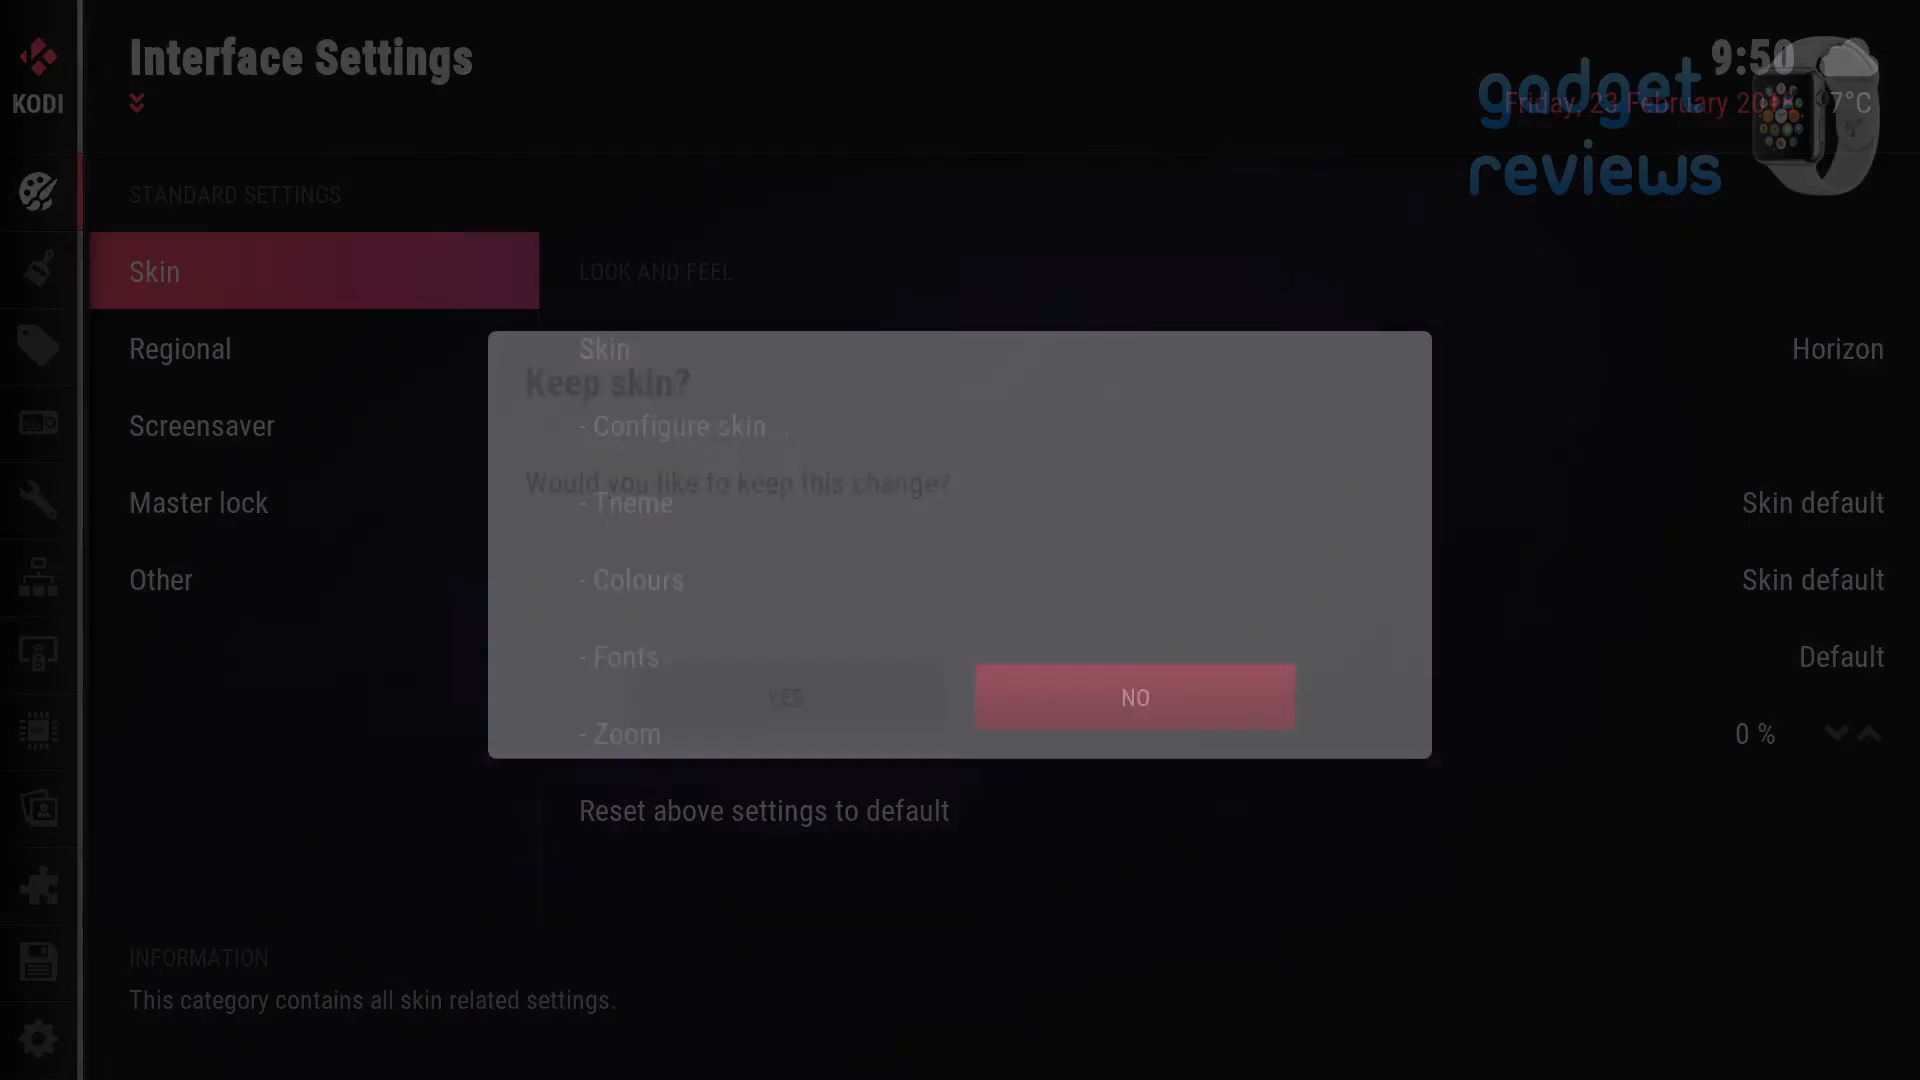 Interface Settings
9:50
KODI
Friday, 23 February 2018
7°C
gadget
reviews
STANDARD SETTINGS
Skin
LOOK AND FEEL
Regional
Skin
Horizon
Keep skin?
Screensaver
- Configure skin...
Would you like to keep this change?
Master lock
- Theme
Skin default
Other
- Colours
Skin default
- Fonts
Default
YES
NO
- Zoom
0 %
Reset above settings to default
INFORMATION
This category contains all skin related settings.